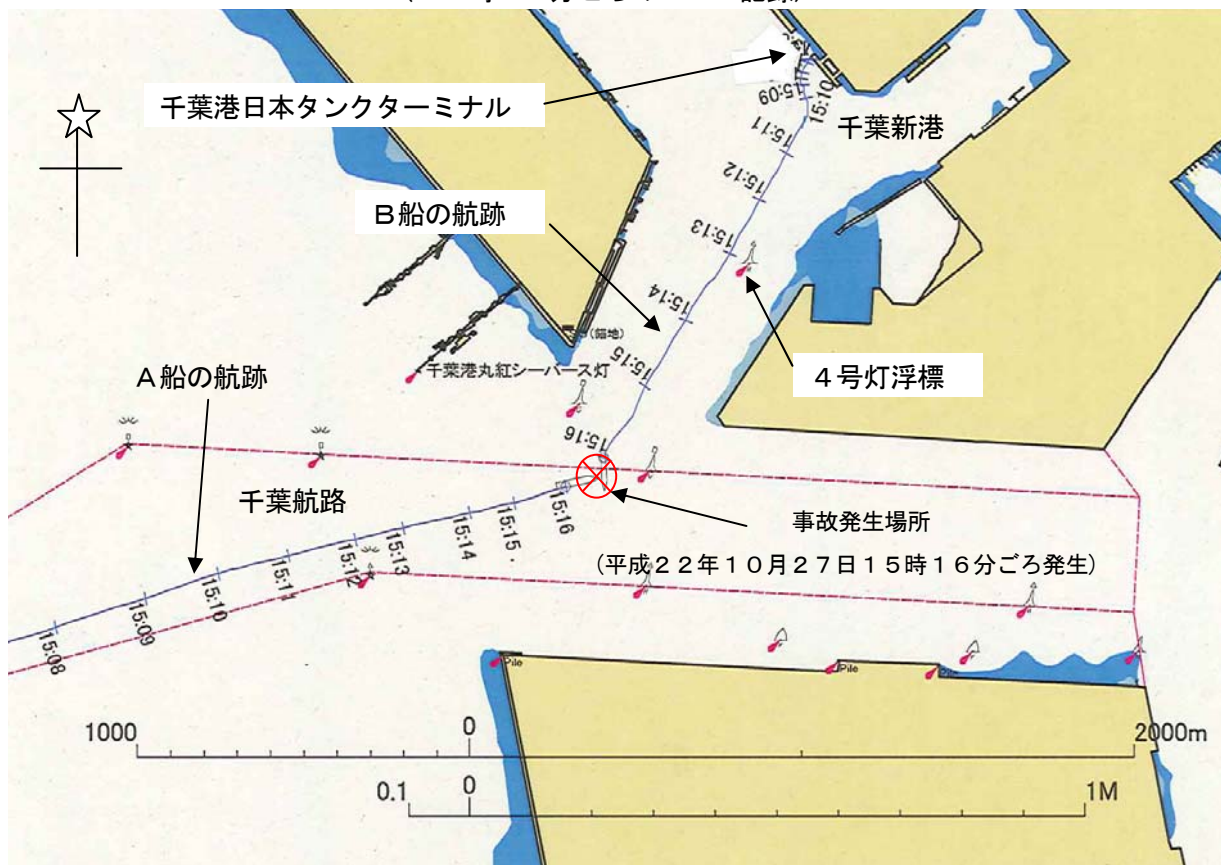 千葉港日本タンクターミナル
15:09
15:10
千葉新港
15:11
15:12
B船の航跡
15:13
15:14
(錨地)
15:15
千葉港丸紅シーバース灯
4号灯浮標
A船の航跡
15:16
千葉航路
15:16
15:15
15:14
15:13
15:12
15:11
15:10
15:09
15:08
事故発生場所
(平成22年10月27日15時16分ごろ発生)
Pile
Pile
Pile
1000 0 2000m
0.1 0 1M